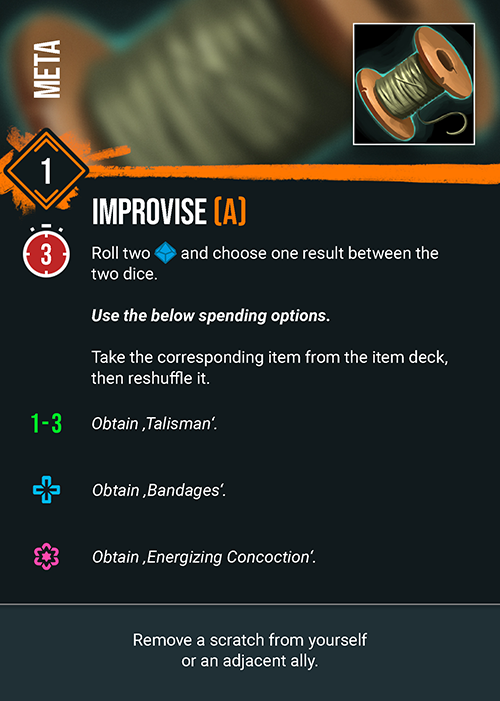 META
1
IMPROVISE (A)
3
Roll two and choose one result between the
two dice.
Use the below spending options.
Take the corresponding item from the item deck,
then reshuffle it.
1-3
Obtain ‚Talisman‘.
Obtain ‚Bandages‘.
Obtain ‚Energizing Concoction‘.
Remove a scratch from yourself
or an adjacent ally.